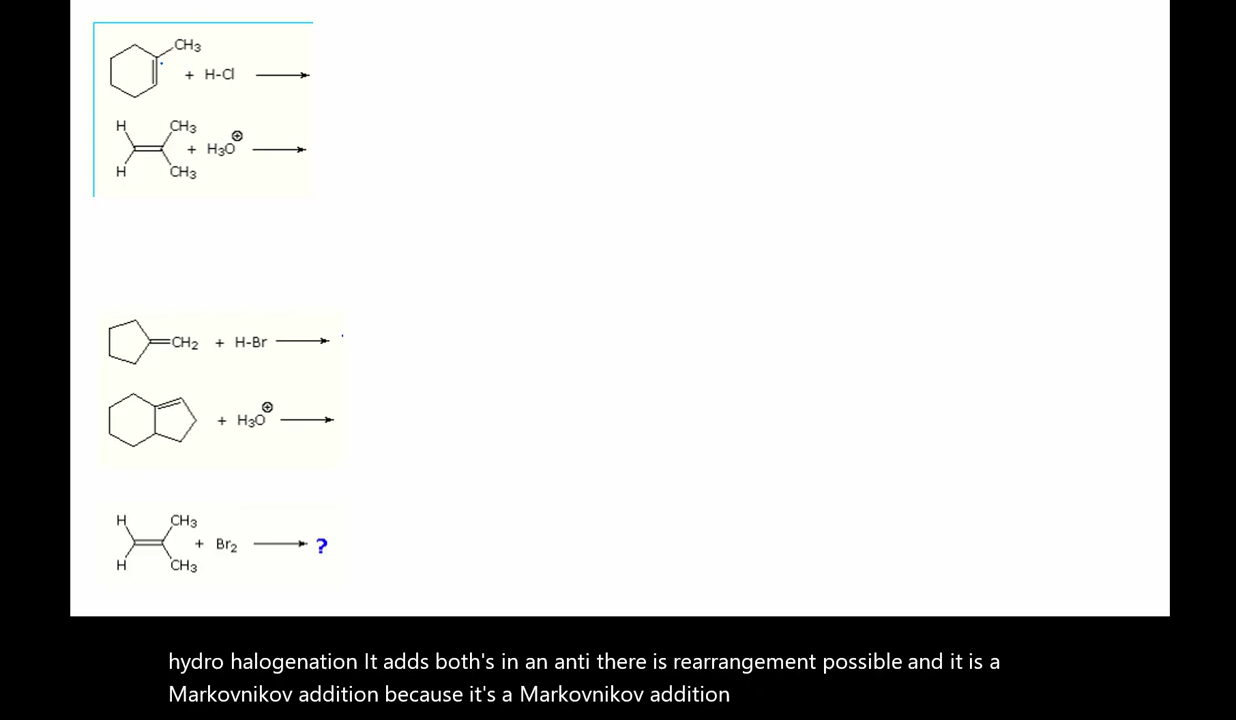 CH3
+ H-Cl
H CH3
+ H3O ⊕
H CH3
=CH2 + H-Br
+ H3O ⊕
H CH3
+ Br2 ?
H CH3
hydro halogenation It adds both's in an anti there is rearrangement possible and it is a
Markovnikov addition because it's a Markovnikov addition